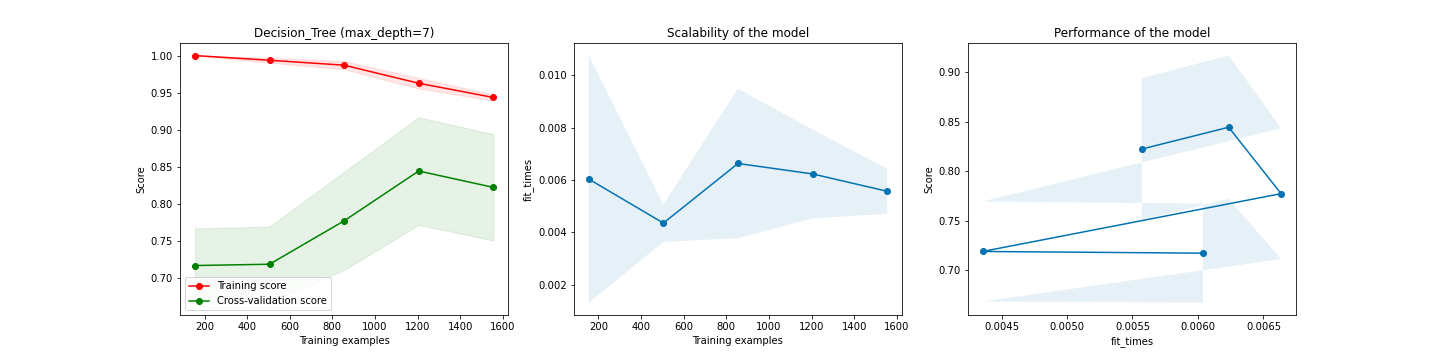 Decision_Tree (max_depth=7)
1.00
0.95
0.90
0.85
0.80
0.75
0.70
Score
Training score
Cross-validation score
200 400 600 800 1000 1200 1400 1600
Training examples
Scalability of the model
0.010
0.008
0.006
0.004
0.002
fit_times
200 400 600 800 1000 1200 1400 1600
Training examples
Performance of the model
0.90
0.85
0.80
0.75
0.70
Score
0.0045 0.0050 0.0055 0.0060 0.0065
fit_times